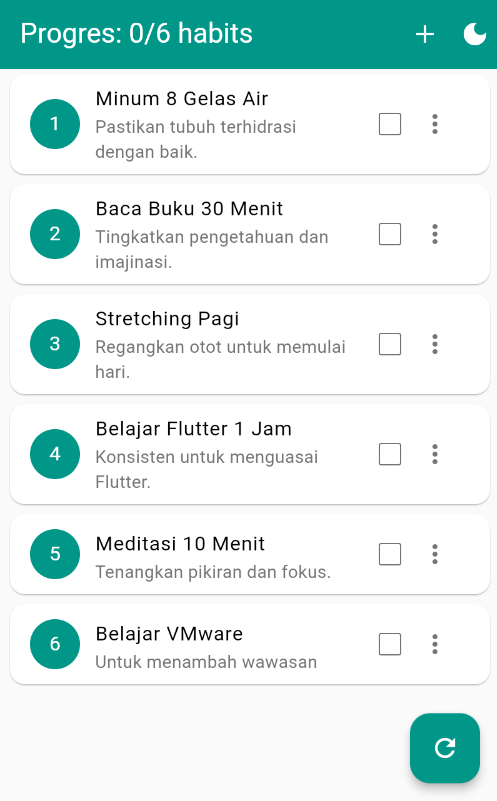 Progres: 0/6 habits
1
Minum 8 Gelas Air
Pastikan tubuh terhidrasi
dengan baik.
2
Baca Buku 30 Menit
Tingkatkan pengetahuan dan
imajinasi.
3
Stretching Pagi
Regangkan otot untuk memulai
hari.
4
Belajar Flutter 1 Jam
Konsisten untuk menguasai
Flutter.
5
Meditasi 10 Menit
Tenangkan pikiran dan fokus.
6
Belajar VMware
Untuk menambah wawasan